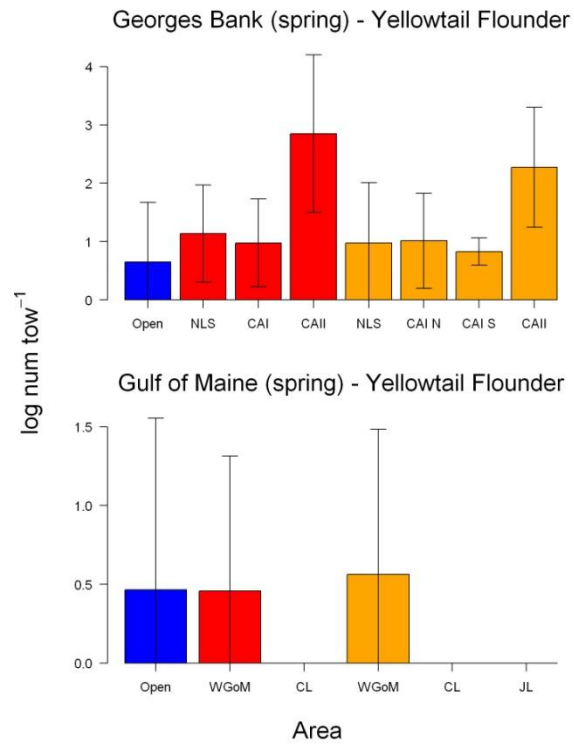 Georges Bank (spring) - Yellowtail Flounder
4
3
2
1
0
Open NLS CAI CAII NLS CAI N CAI S CAII
log num tow⁻¹
Gulf of Maine (spring) - Yellowtail Flounder
1.5
1.0
0.5
0.0
Open WGoM CL WGoM CL JL
Area